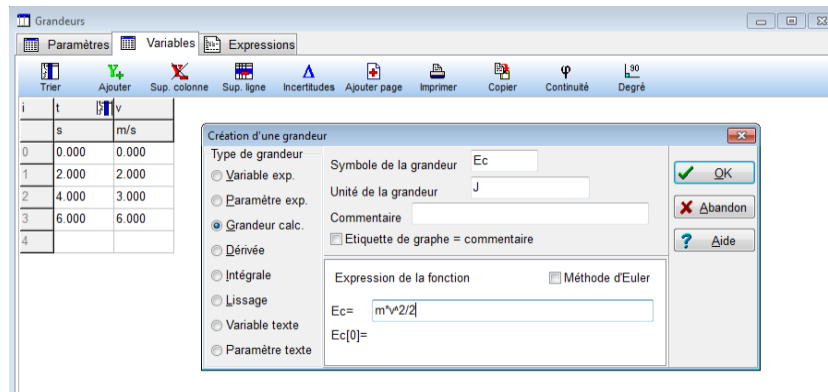 Grandeurs
Paramètres Variables Expressions
Trier Ajouter Sup. colonne Sup. ligne Incertitudes Ajouter page Imprimer Copier Continuité Degré
i t v
s m/s
0 0.000 0.000
1 2.000 2.000
2 4.000 3.000
3 6.000 6.000
4
Création d'une grandeur
Type de grandeur
Variable exp.
Paramètre exp.
Grandeur calc.
Dérivée
Intégrale
Lissage
Variable texte
Paramètre texte
Symbole de la grandeur Ec
Unité de la grandeur J
Commentaire
Etiquette de graphe = commentaire
Expression de la fonction Méthode d'Euler
Ec= m*v^2/2
Ec[0]=
OK
Abandon
Aide